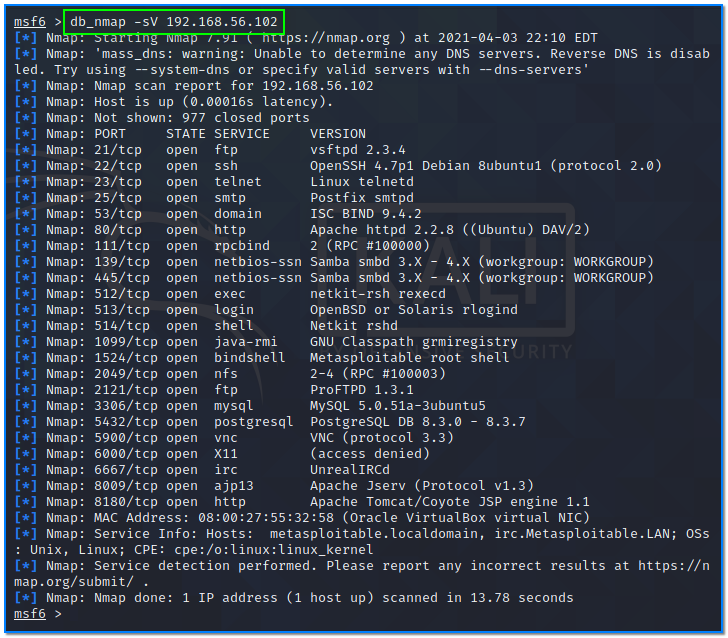 msf6 > db_nmap -sV 192.168.56.102
[*] Nmap: Starting Nmap 7.91 ( https://nmap.org ) at 2021-04-03 22:10 EDT
[*] Nmap: 'mass_dns: warning: Unable to determine any DNS servers. Reverse DNS is disab
led. Try using --system-dns or specify valid servers with --dns-servers'
[*] Nmap: Nmap scan report for 192.168.56.102
[*] Nmap: Host is up (0.00016s latency).
[*] Nmap: Not shown: 977 closed ports
[*] Nmap: PORT     STATE SERVICE     VERSION
[*] Nmap: 21/tcp   open  ftp         vsftpd 2.3.4
[*] Nmap: 22/tcp   open  ssh         OpenSSH 4.7p1 Debian 8ubuntu1 (protocol 2.0)
[*] Nmap: 23/tcp   open  telnet      Linux telnetd
[*] Nmap: 25/tcp   open  smtp        Postfix smtpd
[*] Nmap: 53/tcp   open  domain      ISC BIND 9.4.2
[*] Nmap: 80/tcp   open  http        Apache httpd 2.2.8 ((Ubuntu) DAV/2)
[*] Nmap: 111/tcp  open  rpcbind     2 (RPC #100000)
[*] Nmap: 139/tcp  open  netbios-ssn Samba smbd 3.X - 4.X (workgroup: WORKGROUP)
[*] Nmap: 445/tcp  open  netbios-ssn Samba smbd 3.X - 4.X (workgroup: WORKGROUP)
[*] Nmap: 512/tcp  open  exec        netkit-rsh rexecd
[*] Nmap: 513/tcp  open  login       OpenBSD or Solaris rlogind
[*] Nmap: 514/tcp  open  shell       Netkit rshd
[*] Nmap: 1099/tcp open  java-rmi    GNU Classpath grmiregistry
[*] Nmap: 1524/tcp open  bindshell   Metasploitable root shell
[*] Nmap: 2049/tcp open  nfs         2-4 (RPC #100003)
[*] Nmap: 2121/tcp open  ftp         ProFTPD 1.3.1
[*] Nmap: 3306/tcp open  mysql       MySQL 5.0.51a-3ubuntu5
[*] Nmap: 5432/tcp open  postgresql  PostgreSQL DB 8.3.0 - 8.3.7
[*] Nmap: 5900/tcp open  vnc         VNC (protocol 3.3)
[*] Nmap: 6000/tcp open  X11         (access denied)
[*] Nmap: 6667/tcp open  irc         UnrealIRCd
[*] Nmap: 8009/tcp open  ajp13       Apache Jserv (Protocol v1.3)
[*] Nmap: 8180/tcp open  http        Apache Tomcat/Coyote JSP engine 1.1
[*] Nmap: MAC Address: 08:00:27:55:32:58 (Oracle VirtualBox virtual NIC)
[*] Nmap: Service Info: Hosts:  metasploitable.localdomain, irc.Metasploitable.LAN; OSs
: Unix, Linux; CPE: cpe:/o:linux:linux_kernel
[*] Nmap: Service detection performed. Please report any incorrect results at https://n
map.org/submit/ .
[*] Nmap: Nmap done: 1 IP address (1 host up) scanned in 13.78 seconds
msf6 >